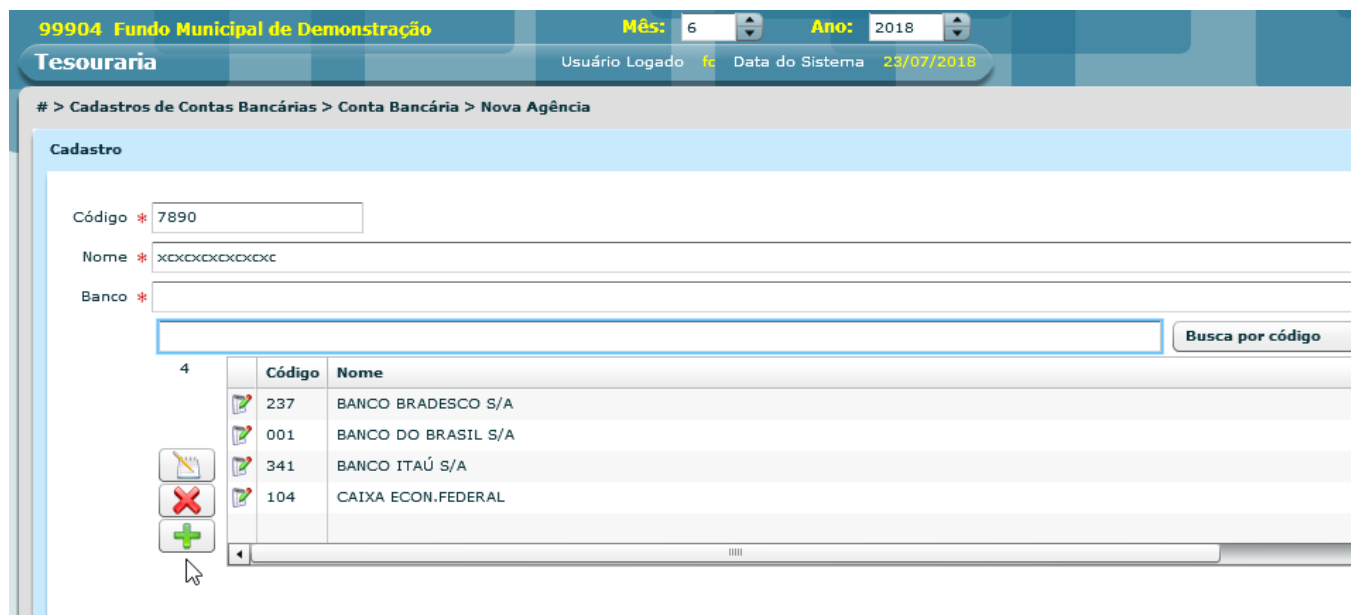 99904 Fundo Municipal de Demonstração Mês: 6 Ano: 2018
Tesouraria Usuário Logado fc Data do Sistema 23/07/2018
# > Cadastros de Contas Bancárias > Conta Bancária > Nova Agência
Cadastro
Código * 7890
Nome * xcxcxcxcxcxcxc
Banco *
Busca por código
4 Código Nome
237 BANCO BRADESCO S/A
001 BANCO DO BRASIL S/A
341 BANCO ITAÚ S/A
104 CAIXA ECON.FEDERAL